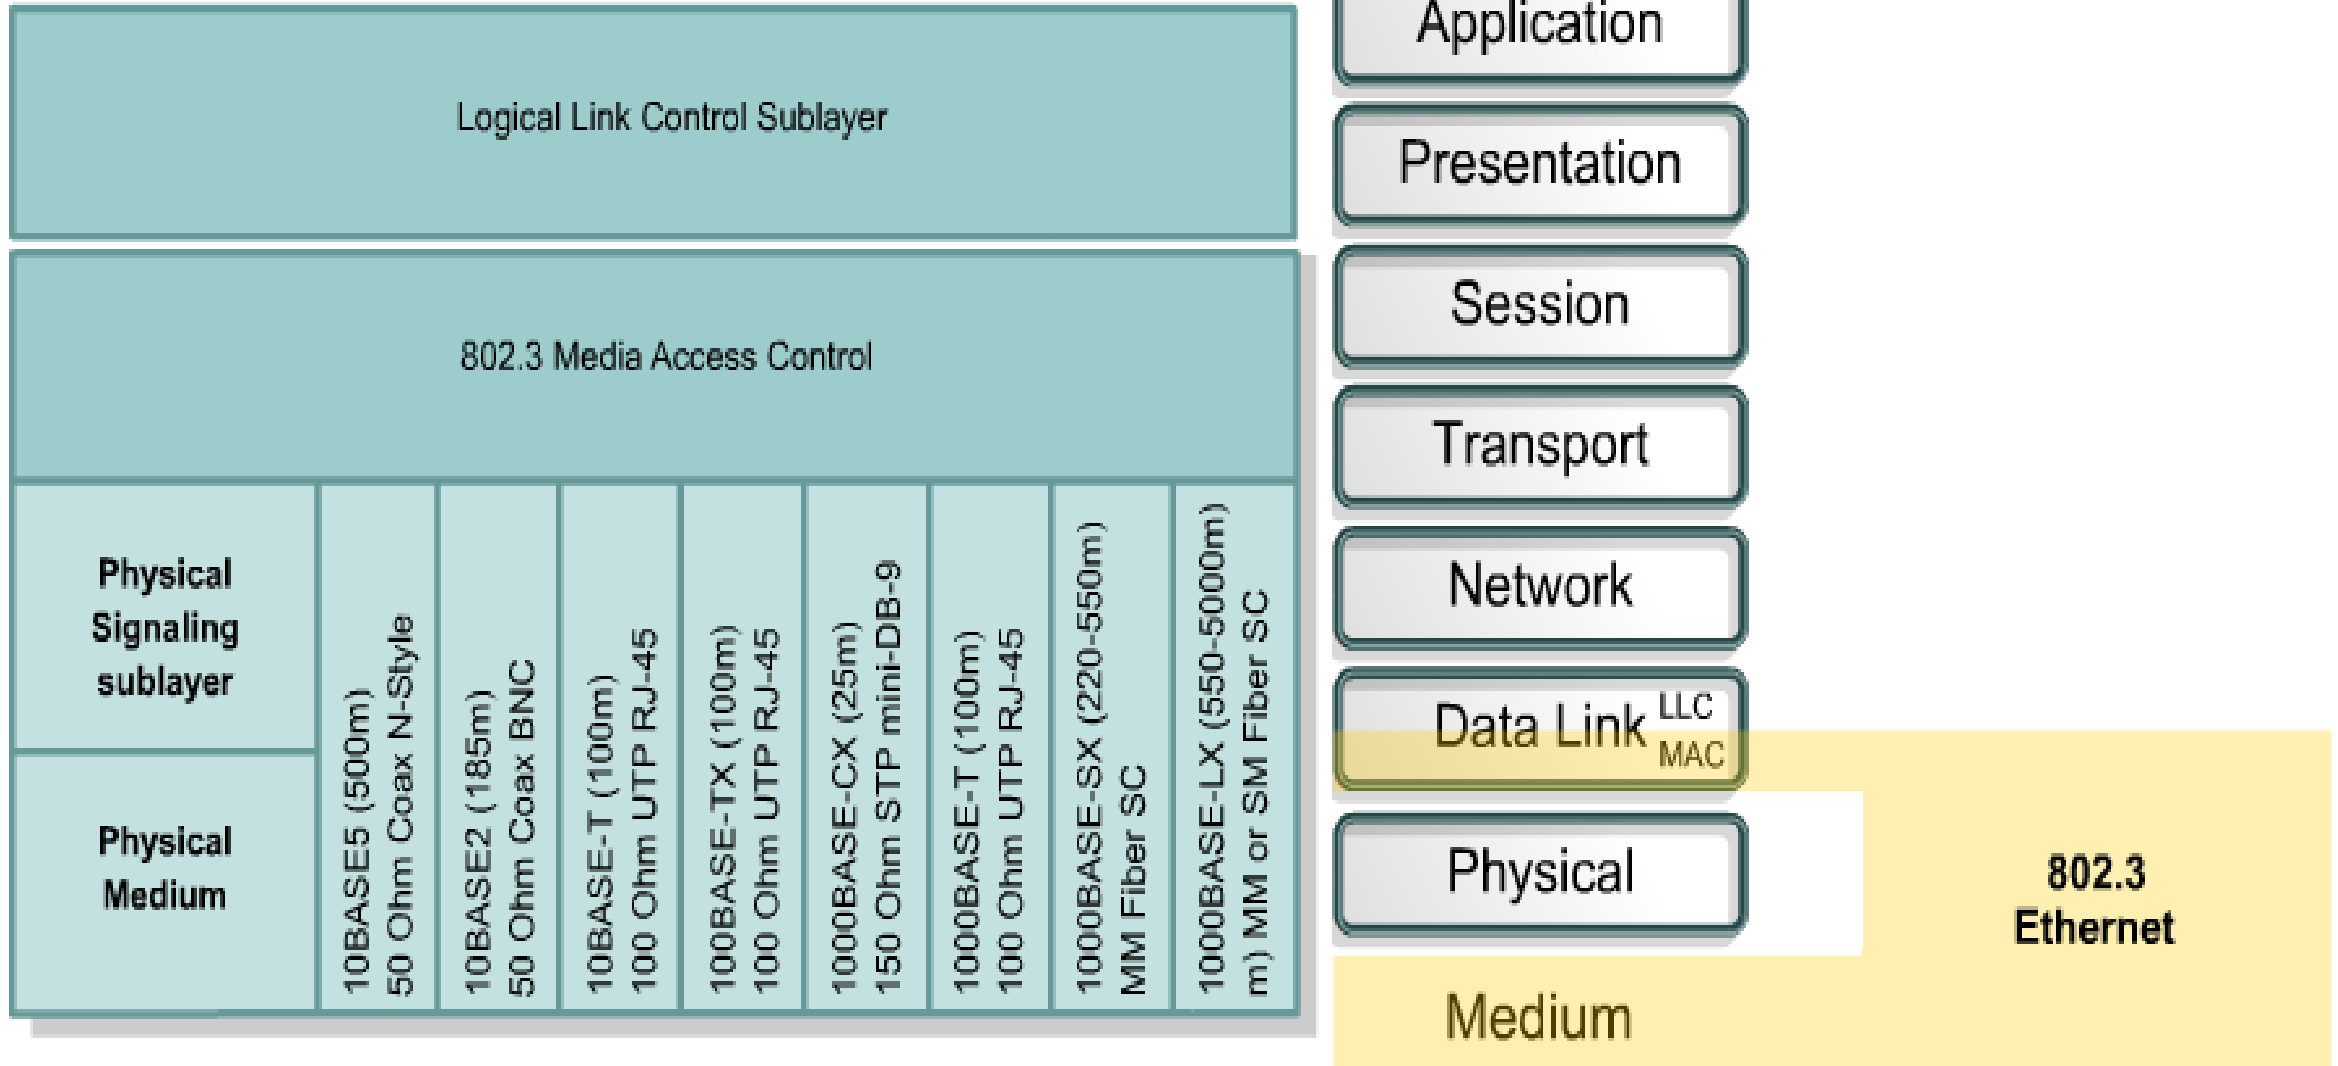 Logical Link Control Sublayer
802.3 Media Access Control
Physical
Signaling
sublayer
Physical
Medium
10BASE5 (500m)
50 Ohm Coax N-Style
10BASE2 (185m)
50 Ohm Coax BNC
10BASE-T (100m)
100 Ohm UTP RJ-45
100BASE-TX (100m)
100 Ohm UTP RJ-45
1000BASE-CX (25m)
150 Ohm STP mini-DB-9
1000BASE-T (100m)
100 Ohm UTP RJ-45
1000BASE-SX (220-550m)
MM Fiber SC
1000BASE-LX (550-5000m)
m) MM or SM Fiber SC
Application
Presentation
Session
Transport
Network
Data Link LLC
MAC
Physical
802.3
Ethernet
Medium